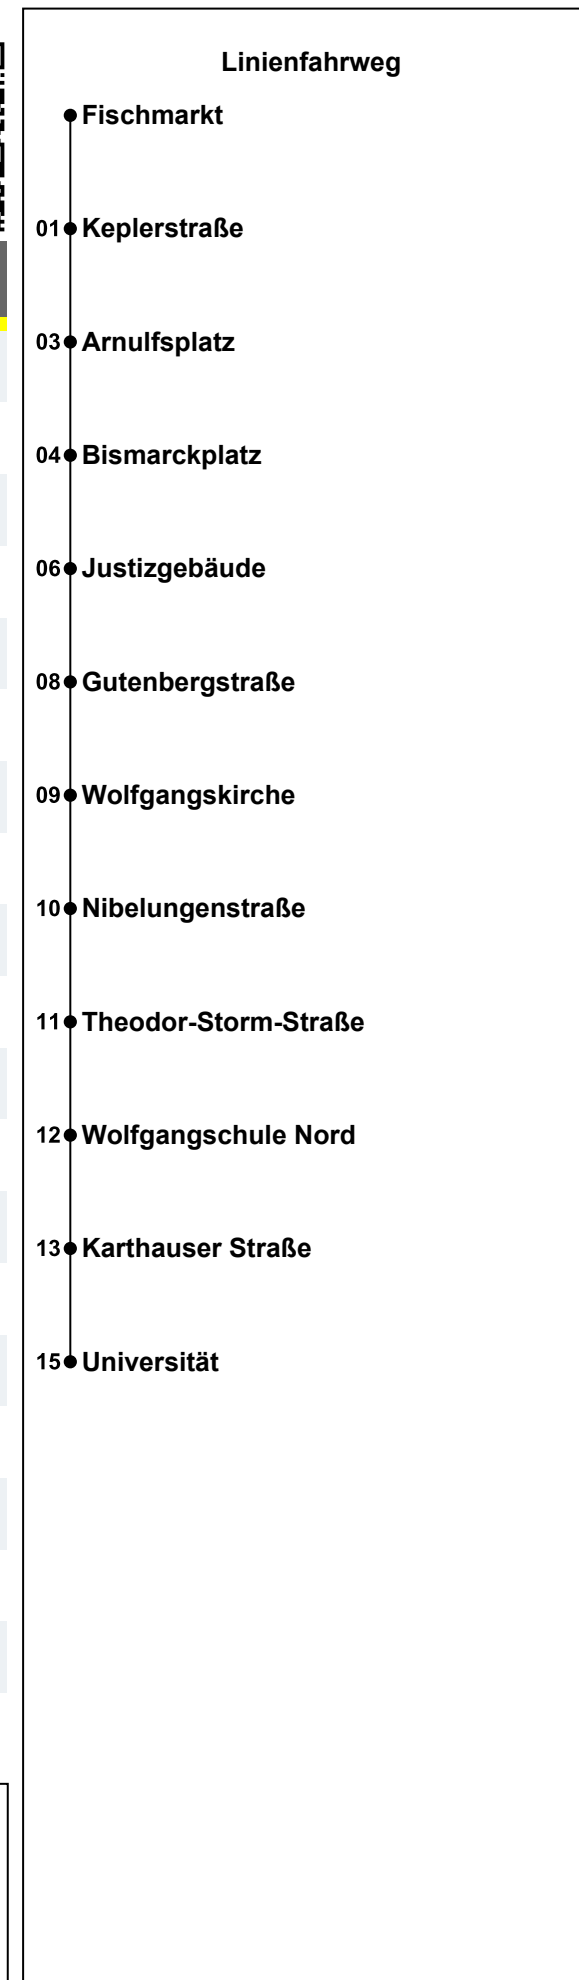 Linienfahrweg
Fischmarkt
01 Keplerstraße
03 Arnulfsplatz
04 Bismarckplatz
06 Justizgebäude
08 Gutenbergstraße
09 Wolfgangskirche
10 Nibelungenstraße
11 Theodor-Storm-Straße
12 Wolfgangschule Nord
13 Karthauser Straße
15 Universität